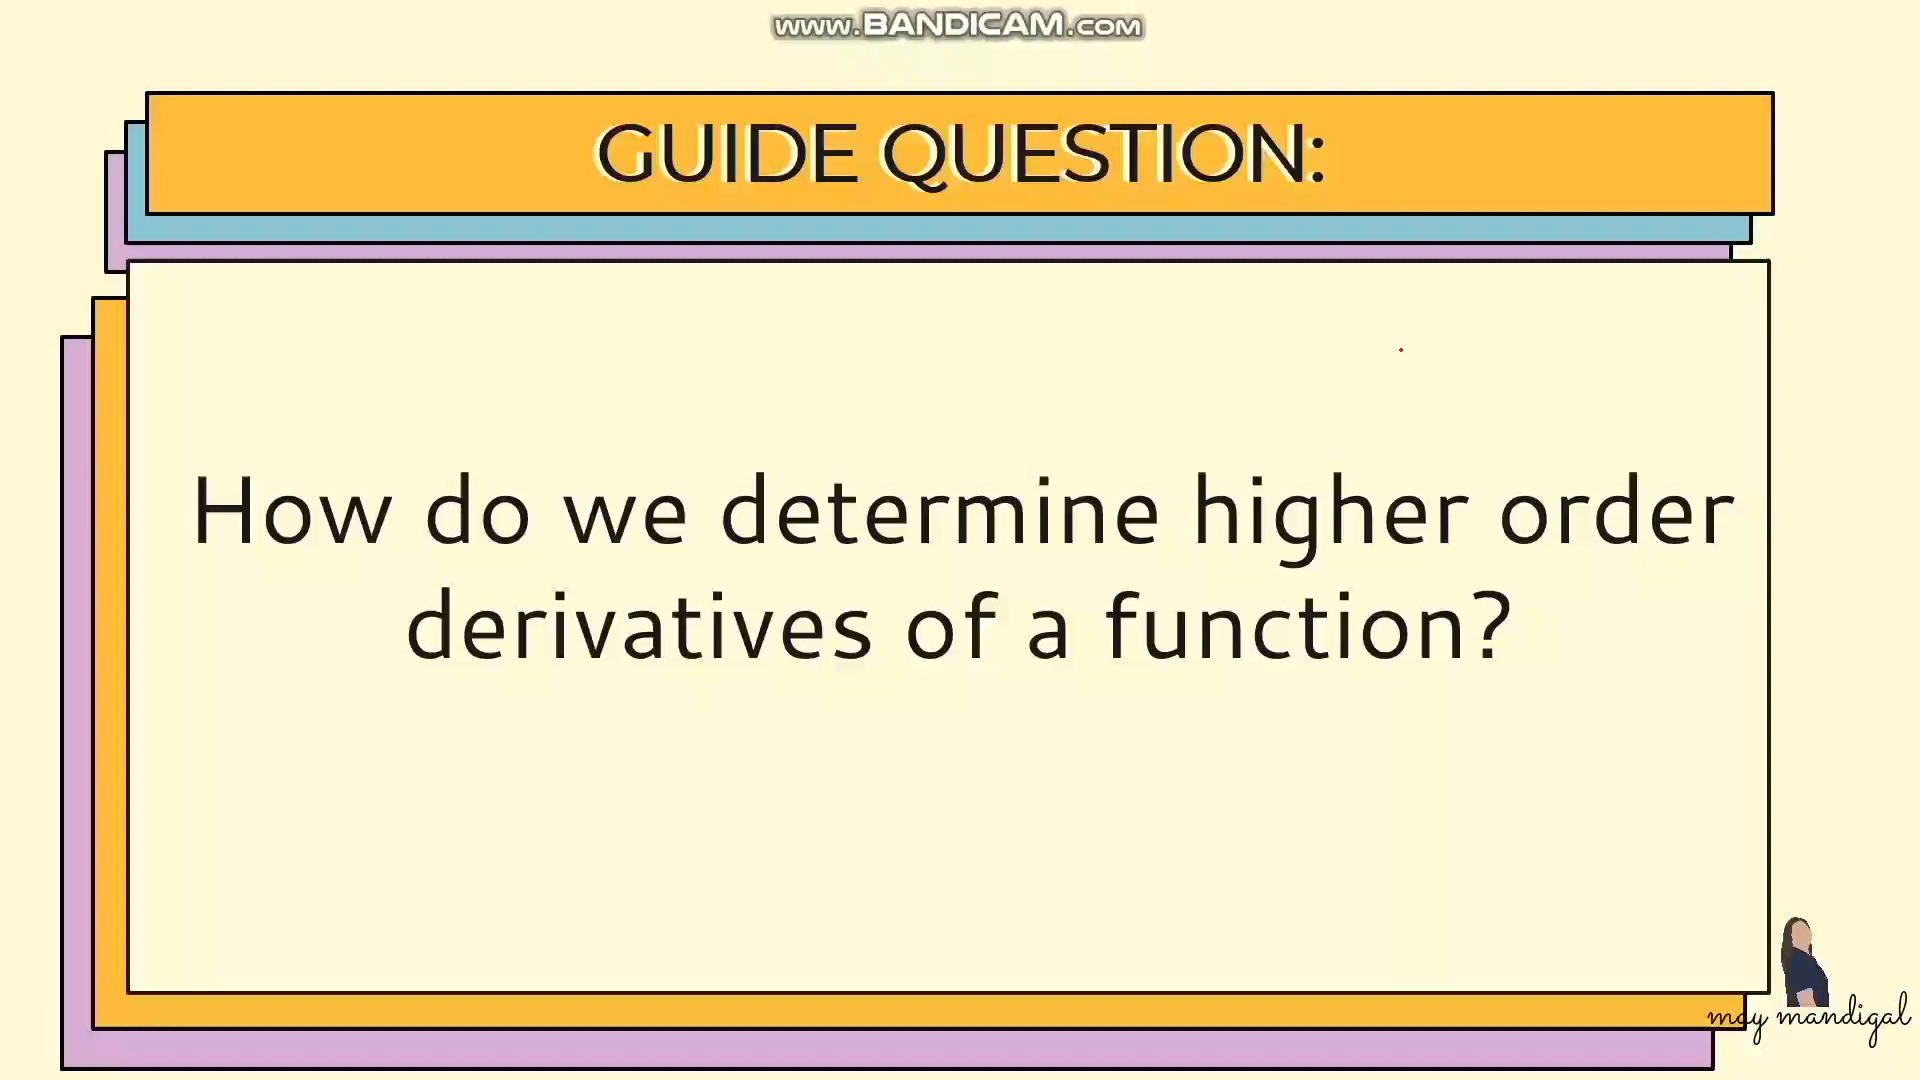 www.BANDICAM.com
GUIDE QUESTION:
How do we determine higher order
derivatives of a function?
may mandigal